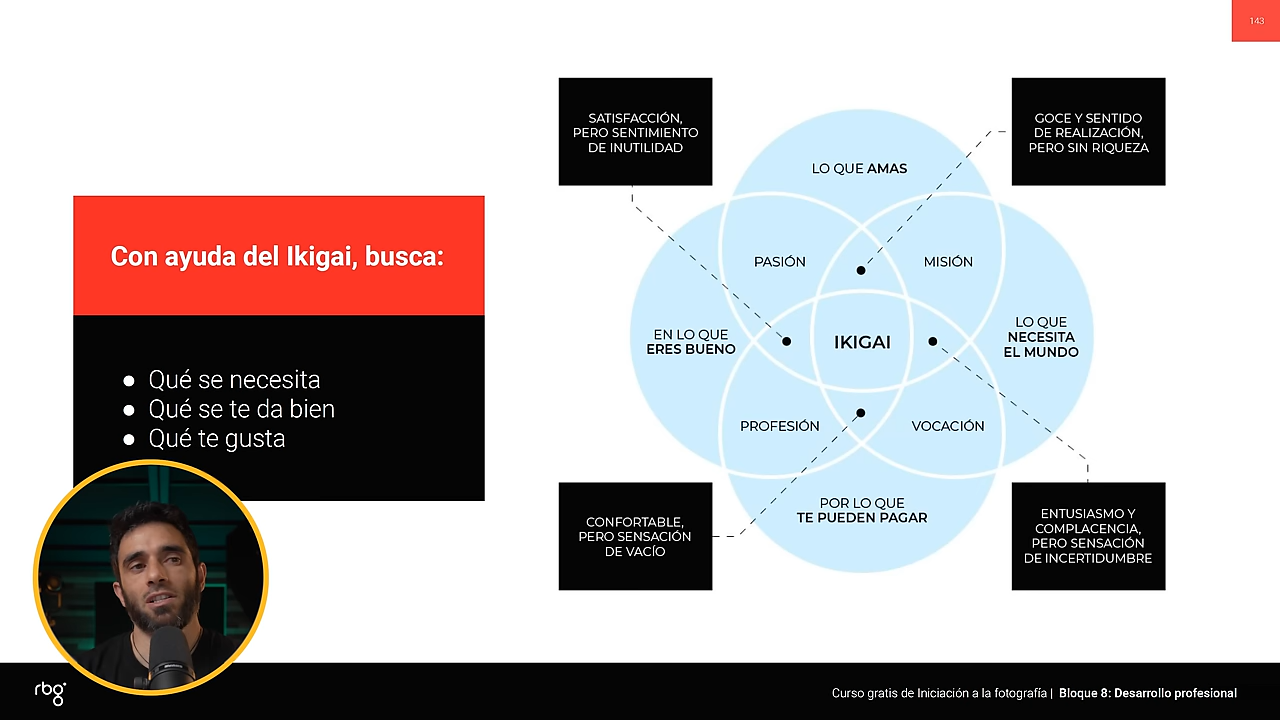 143
SATISFACCIÓN,
PERO SENTIMIENTO
DE INUTILIDAD
GOCE Y SENTIDO
DE REALIZACIÓN,
PERO SIN RIQUEZA
LO QUE AMAS
Con ayuda del Ikigai, busca:
PASIÓN
MISIÓN
EN LO QUE
ERES BUENO
IKIGAI
LO QUE
NECESITA
EL MUNDO
● Qué se necesita
● Qué se te da bien
● Qué te gusta
PROFESIÓN
VOCACIÓN
POR LO QUE
TE PUEDEN PAGAR
CONFORTABLE,
PERO SENSACIÓN
DE VACÍO
ENTUSIASMO Y
COMPLACENCIA,
PERO SENSACIÓN
DE INCERTIDUMBRE
rbg
Curso gratis de Iniciación a la fotografía | Bloque 8: Desarrollo profesional